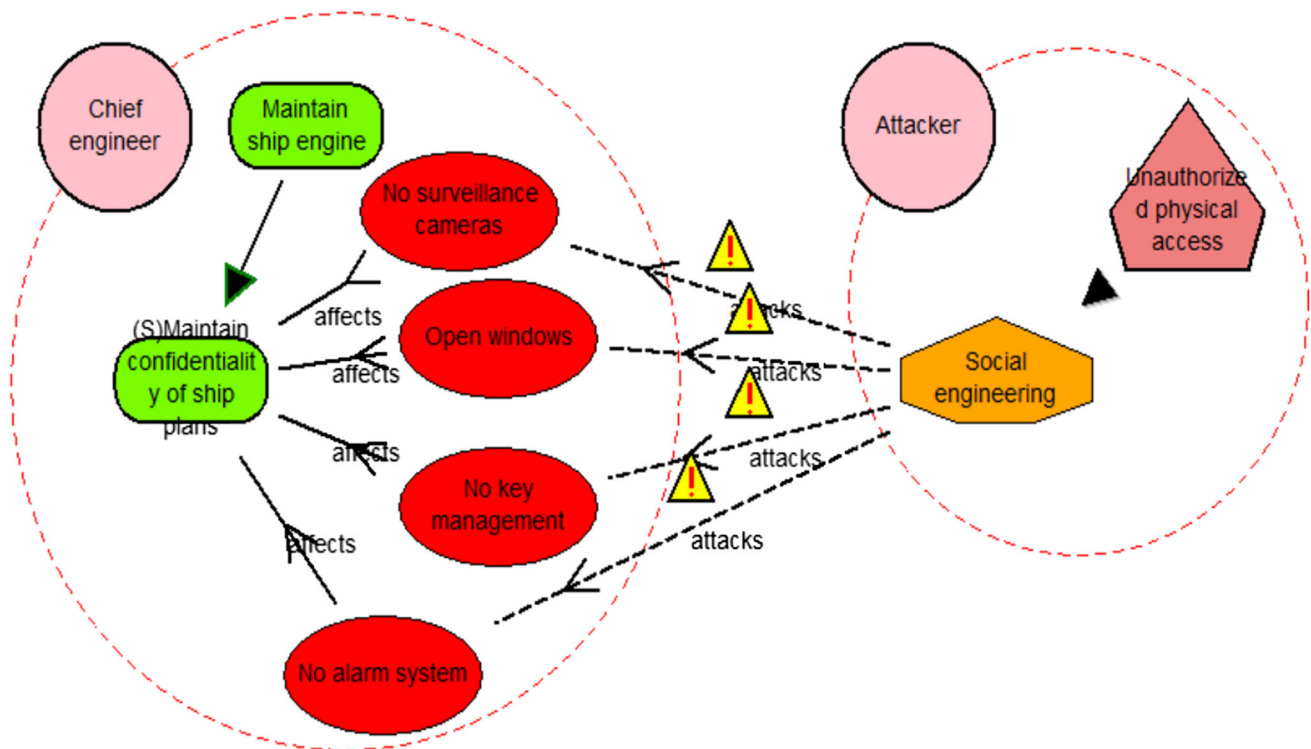 Chief
engineer
Maintain
ship engine
No surveillance
cameras
affects
(S)Maintain
confidentialit
y of ship
plans
Open windows
affects
affects
No key
management
affects
No alarm system
Attacker
Unauthorize
d physical
access
attacks
attacks
attacks
attacks
Social
engineering